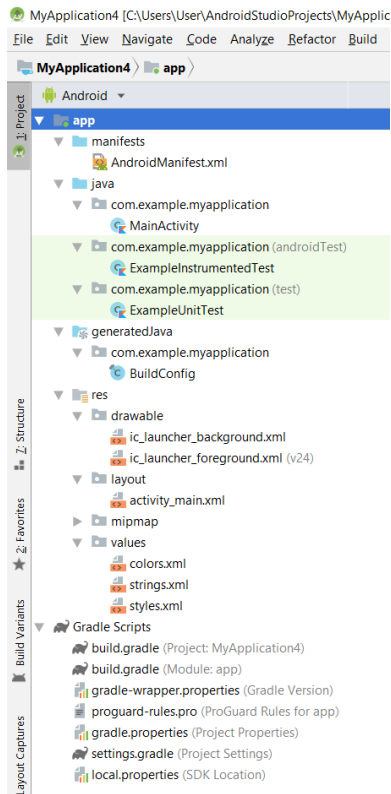 MyApplication4 [C:\Users\User\AndroidStudioProjects\MyApplic
File Edit View Navigate Code Analyze Refactor Build
MyApplication4 app
Android
1: Project
app
manifests
AndroidManifest.xml
java
com.example.myapplication
MainActivity
com.example.myapplication (androidTest)
ExampleInstrumentedTest
com.example.myapplication (test)
ExampleUnitTest
generatedJava
com.example.myapplication
BuildConfig
res
drawable
ic_launcher_background.xml
ic_launcher_foreground.xml (v24)
layout
activity_main.xml
mipmap
values
colors.xml
strings.xml
styles.xml
Gradle Scripts
build.gradle (Project: MyApplication4)
build.gradle (Module: app)
gradle-wrapper.properties (Gradle Version)
proguard-rules.pro (ProGuard Rules for app)
gradle.properties (Project Properties)
settings.gradle (Project Settings)
local.properties (SDK Location)
7: Structure
2: Favorites
Build Variants
Layout Captures